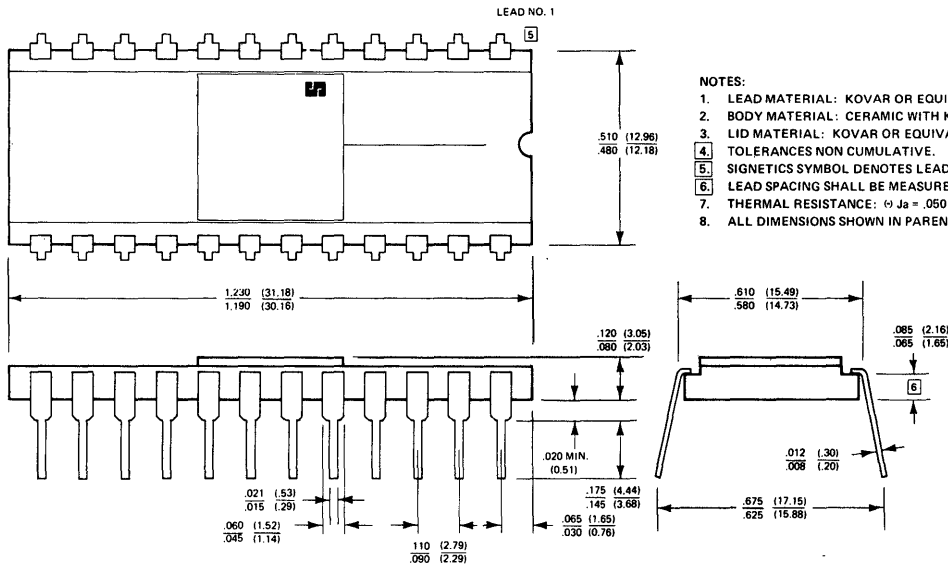 LEAD NO. 1
5
.510 (12.96)
.480 (12.18)
NOTES:
1. LEAD MATERIAL: KOVAR OR EQUI
2. BODY MATERIAL: CERAMIC WITH K
3. LID MATERIAL: KOVAR OR EQUIVA
4. TOLERANCES NON CUMULATIVE.
5. SIGNETICS SYMBOL DENOTES LEAD
6. LEAD SPACING SHALL BE MEASURE
7. THERMAL RESISTANCE: Θ Ja = .050
8. ALL DIMENSIONS SHOWN IN PAREN
1.230 (31.18)
1.190 (30.16)
.610 (15.49)
.580 (14.73)
.120 (3.05)
.080 (2.03)
.085 (2.16)
.065 (1.65)
6
.020 MIN.
(0.51)
.012 (.30)
.008 (.20)
.021 (.53)
.015 (.29)
.175 (4.44)
.145 (3.68)
.675 (17.15)
.625 (15.88)
.060 (1.52)
.045 (1.14)
.065 (1.65)
.030 (0.76)
.110 (2.79)
.090 (2.29)